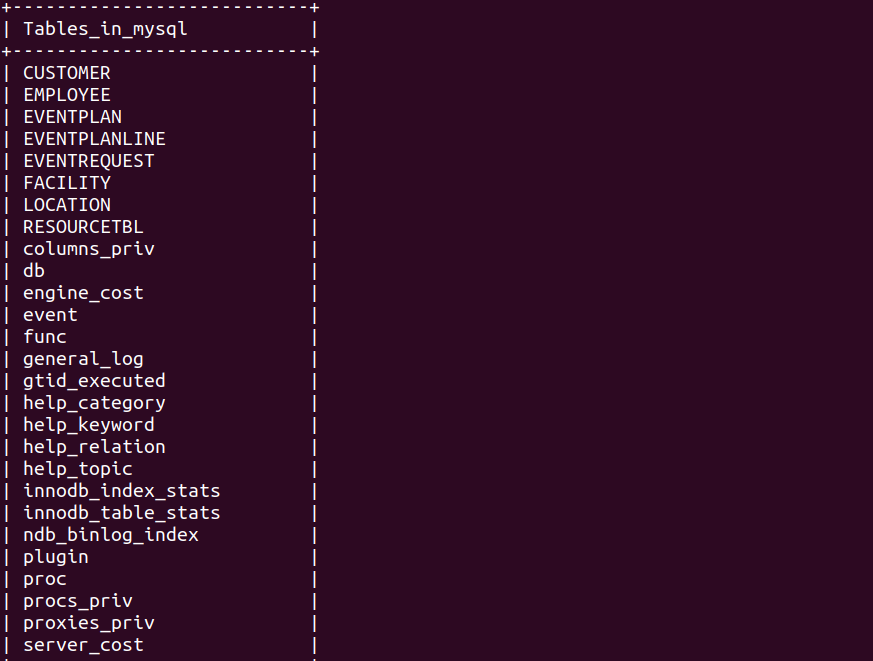 +---------------------------+
| Tables_in_mysql           |
+---------------------------+
| CUSTOMER                  |
| EMPLOYEE                  |
| EVENTPLAN                 |
| EVENTPLANLINE             |
| EVENTREQUEST              |
| FACILITY                  |
| LOCATION                  |
| RESOURCETBL               |
| columns_priv              |
| db                        |
| engine_cost               |
| event                     |
| func                      |
| general_log               |
| gtid_executed             |
| help_category             |
| help_keyword              |
| help_relation             |
| help_topic                |
| innodb_index_stats        |
| innodb_table_stats        |
| ndb_binlog_index          |
| plugin                    |
| proc                      |
| procs_priv                |
| proxies_priv              |
| server_cost               |